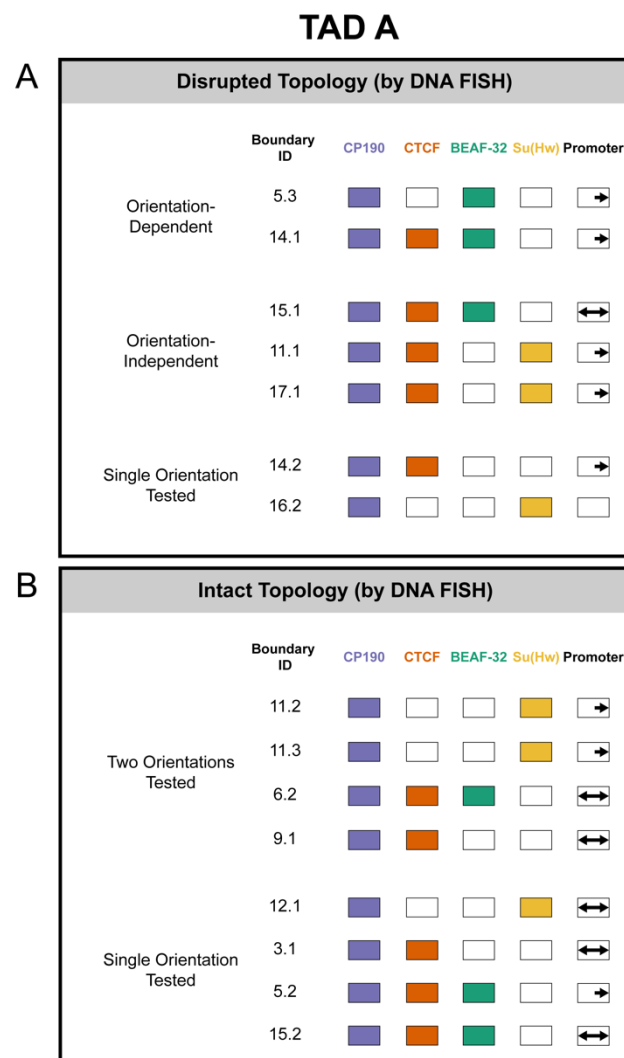 TAD A
A
Disrupted Topology (by DNA FISH)
Boundary
ID
CP190 CTCF BEAF-32 Su(Hw) Promoter
Orientation-
Dependent
5.3
14.1
Orientation-
Independent
15.1
11.1
17.1
Single Orientation
Tested
14.2
16.2
B
Intact Topology (by DNA FISH)
Boundary
ID
CP190 CTCF BEAF-32 Su(Hw) Promoter
Two Orientations
Tested
11.2
11.3
6.2
9.1
Single Orientation
Tested
12.1
3.1
5.2
15.2